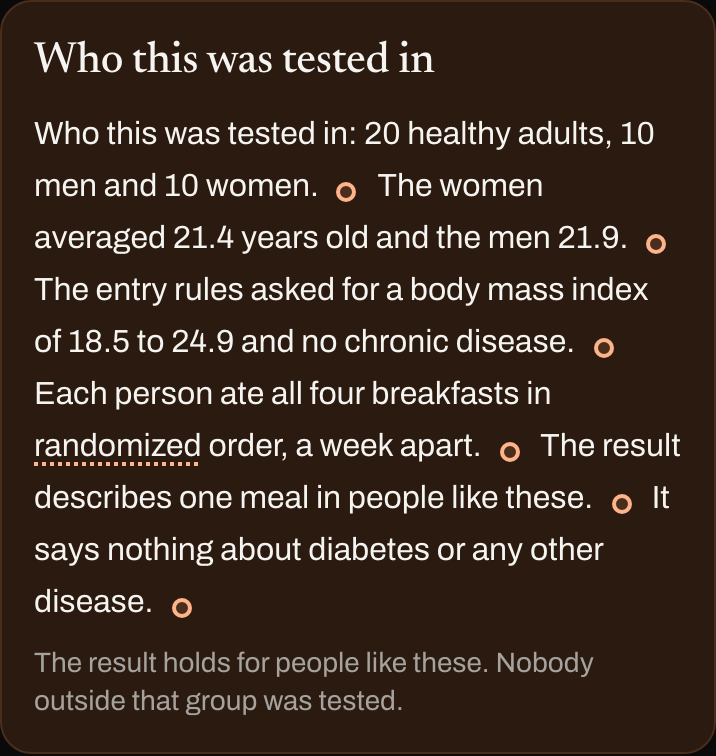 Who this was tested in
Who this was tested in: 20 healthy adults, 10
men and 10 women. The women
averaged 21.4 years old and the men 21.9.
The entry rules asked for a body mass index
of 18.5 to 24.9 and no chronic disease.
Each person ate all four breakfasts in
randomized order, a week apart. The result
describes one meal in people like these. It
says nothing about diabetes or any other
disease.
The result holds for people like these. Nobody
outside that group was tested.